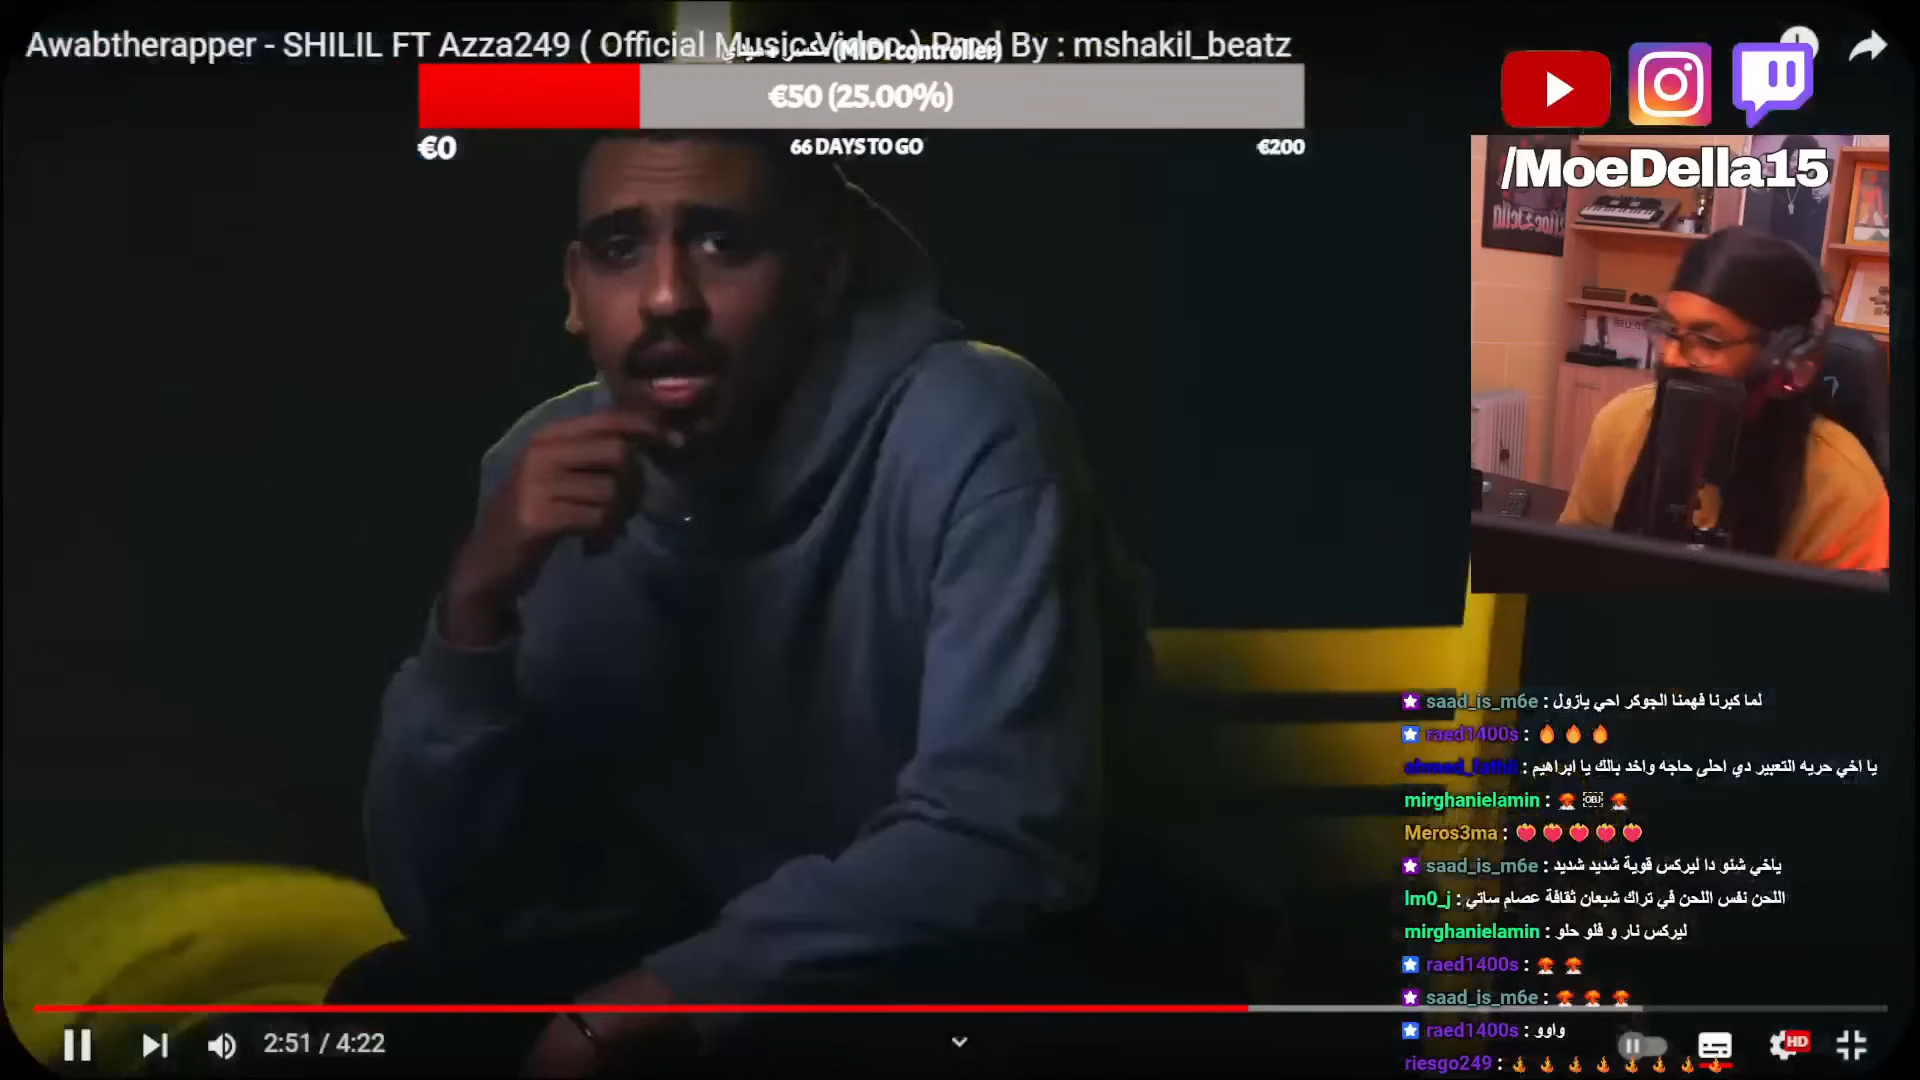 Awabtherapper - SHILIL FT Azza249 ( Official Music Video ) Prod By : mshakil_beatz
(MIDI controller)
€50 (25.00%)
€0
66 DAYS TO GO
€200
/MoeDella15
saad_is_m6e : لما كبرنا فهمنا الجوكر احي يازول
raed1400s : 🔥 🔥 🔥
يا اخي حريه التعبير دي احلى حاجه واخد بالك يا ابراهيم :
mirghanielamin :
Meros3ma : ❤️ ❤️ ❤️ ❤️ ❤️
saad_is_m6e : ياخي شنو دا ليركس قوية شديد شديد
lm0_j : اللحن نفس اللحن في تراك شبعان ثقافة عصام ساتي
mirghanielamin : ليركس نار و فلو حلو
raed1400s :
saad_is_m6e :
raed1400s : واوو
riesgo249 : 🔥 🔥 🔥 🔥 🔥 🔥 🔥 🔥
2:51 / 4:22
HD